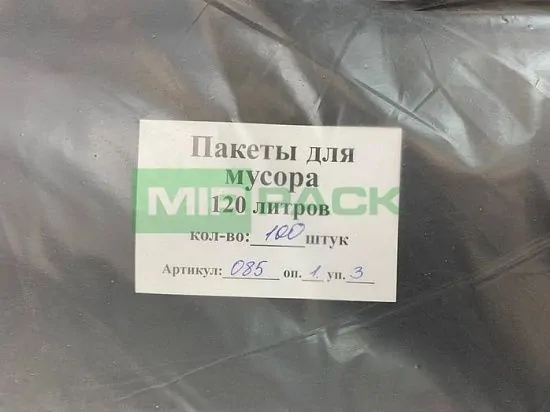 Пакеты для
мусора
MIRPACK
120 литров
кол-во: 100 штук
Артикул: 085 оп. 1 уп. 3